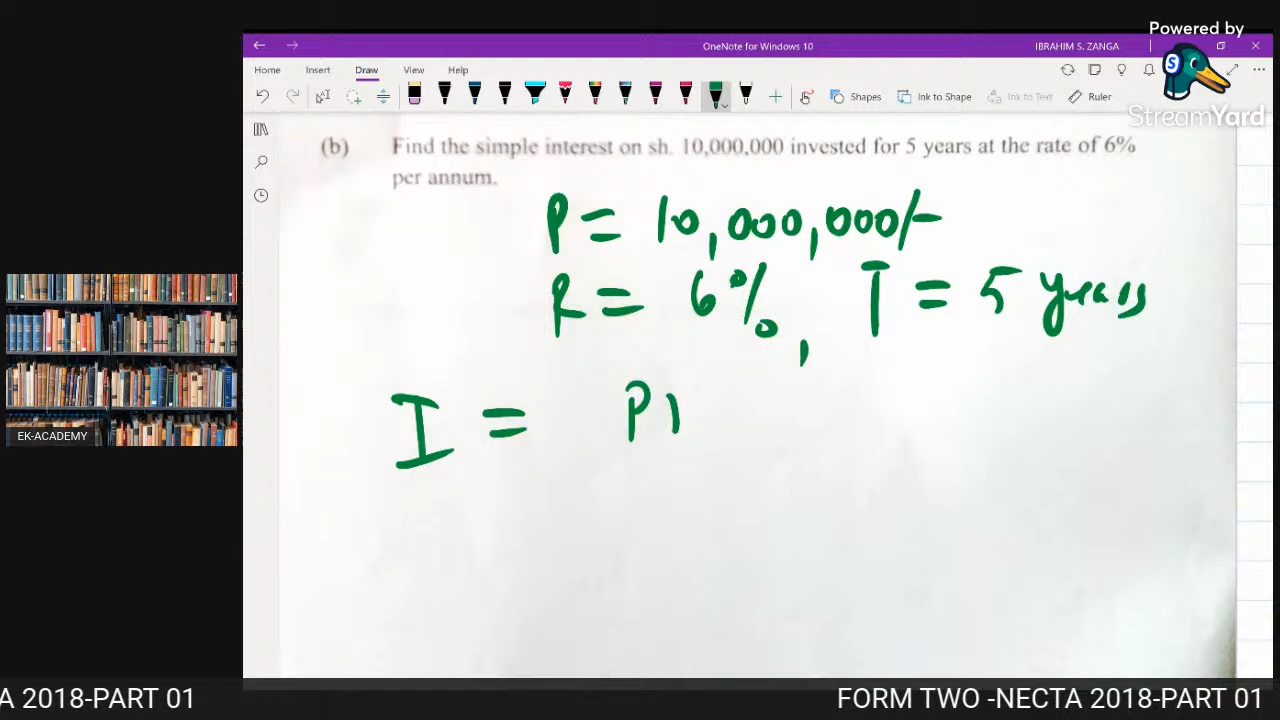 Powered by
OneNote for Windows 10
IBRAHIM S. ZANGA
StreamYard
Home Insert Draw View Help
Shapes Ink to Shape Ink to Text Ruler
(b) Find the simple interest on sh. 10,000,000 invested for 5 years at the rate of 6%
per annum.
P = 10,000,000/-
R = 6%, T = 5 years
I = P
EK-ACADEMY
A 2018-PART 01
FORM TWO -NECTA 2018-PART 01